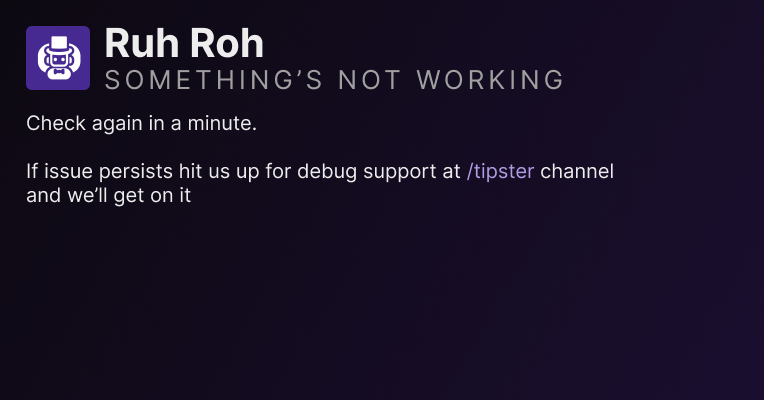 Ruh Roh
SOMETHING’S NOT WORKING
Check again in a minute.
If issue persists hit us up for debug support at /tipster channel
and we’ll get on it